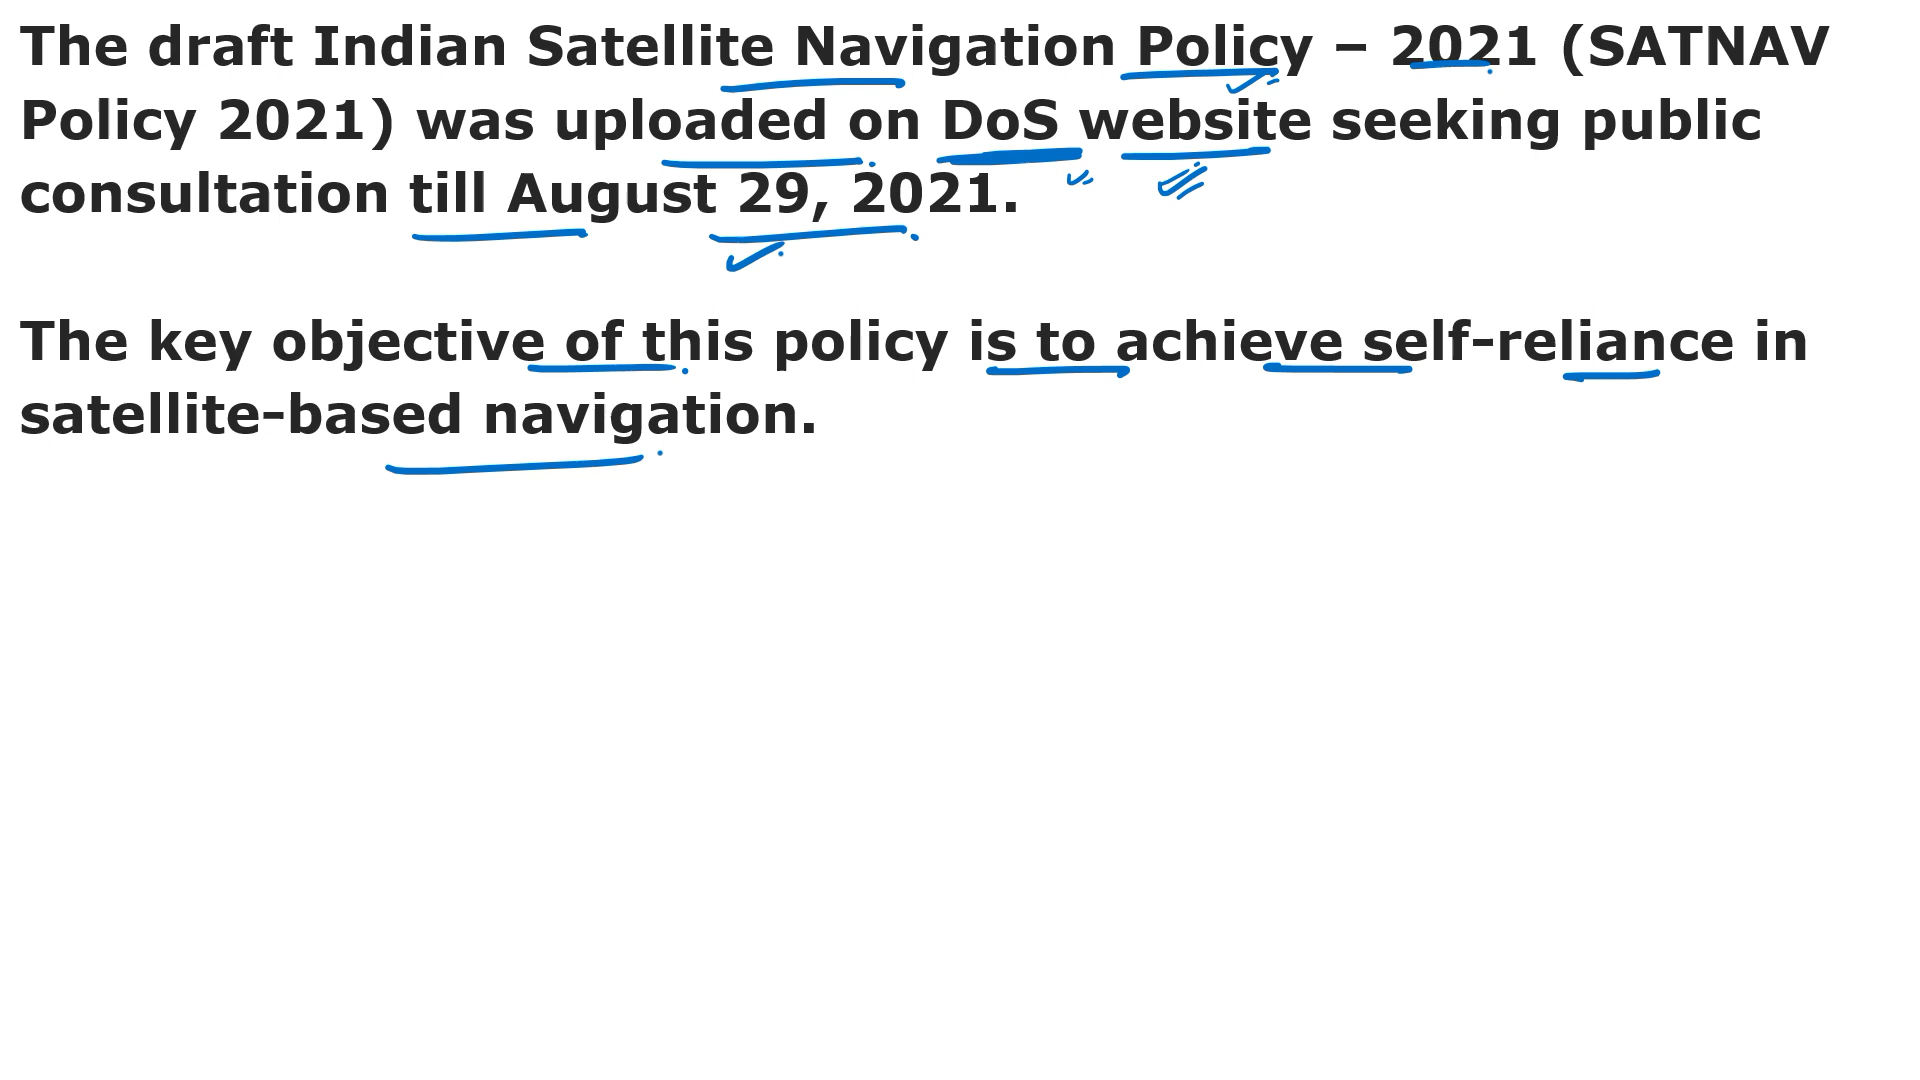 The draft Indian Satellite Navigation Policy – 2021 (SATNAV
Policy 2021) was uploaded on DoS website seeking public
consultation till August 29, 2021.
The key objective of this policy is to achieve self-reliance in
satellite-based navigation.